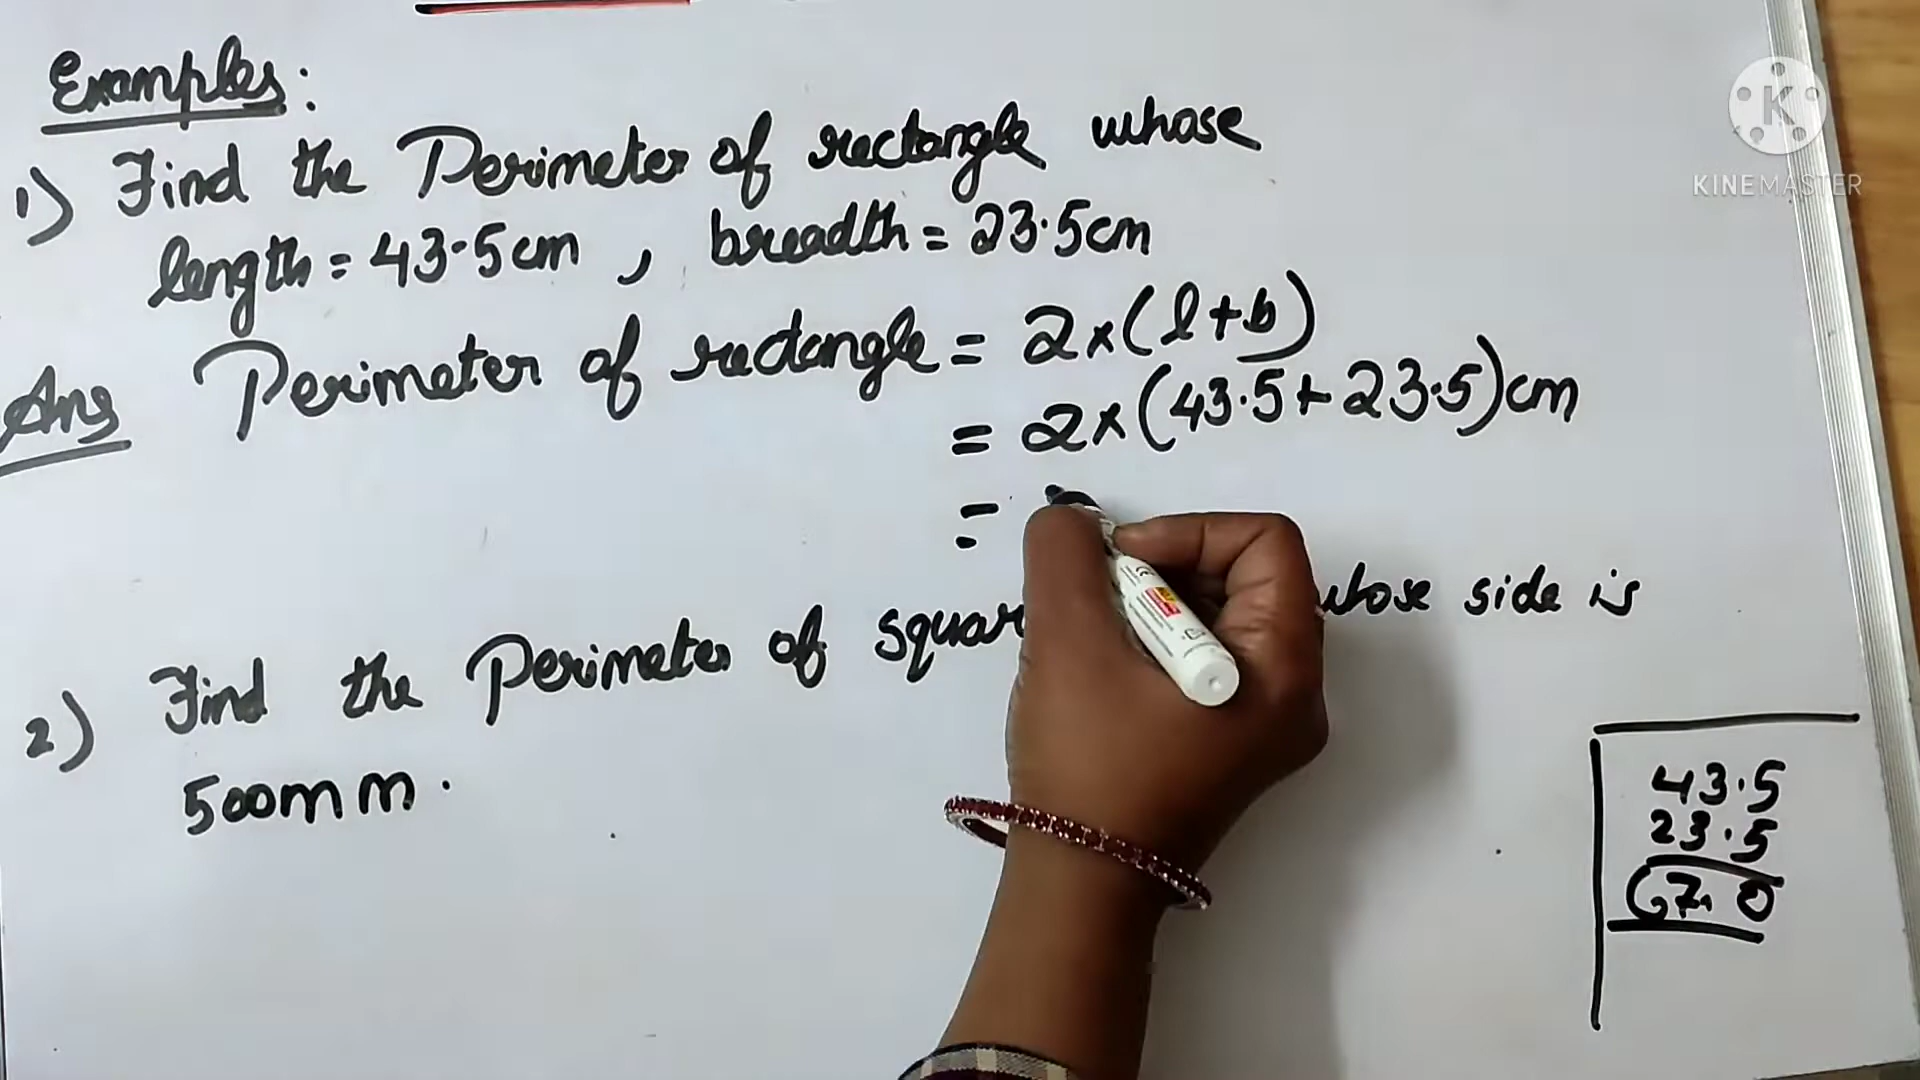 Examples:
1) Find the Perimeter of rectangle whose
length = 43.5cm , breadth = 23.5cm
Ans Perimeter of rectangle = 2×(l+b)
= 2×(43.5+23.5)cm
=
2) Find the Perimeter of squar whose side is
500mm.
43.5
23.5
67.0
KINEMASTER